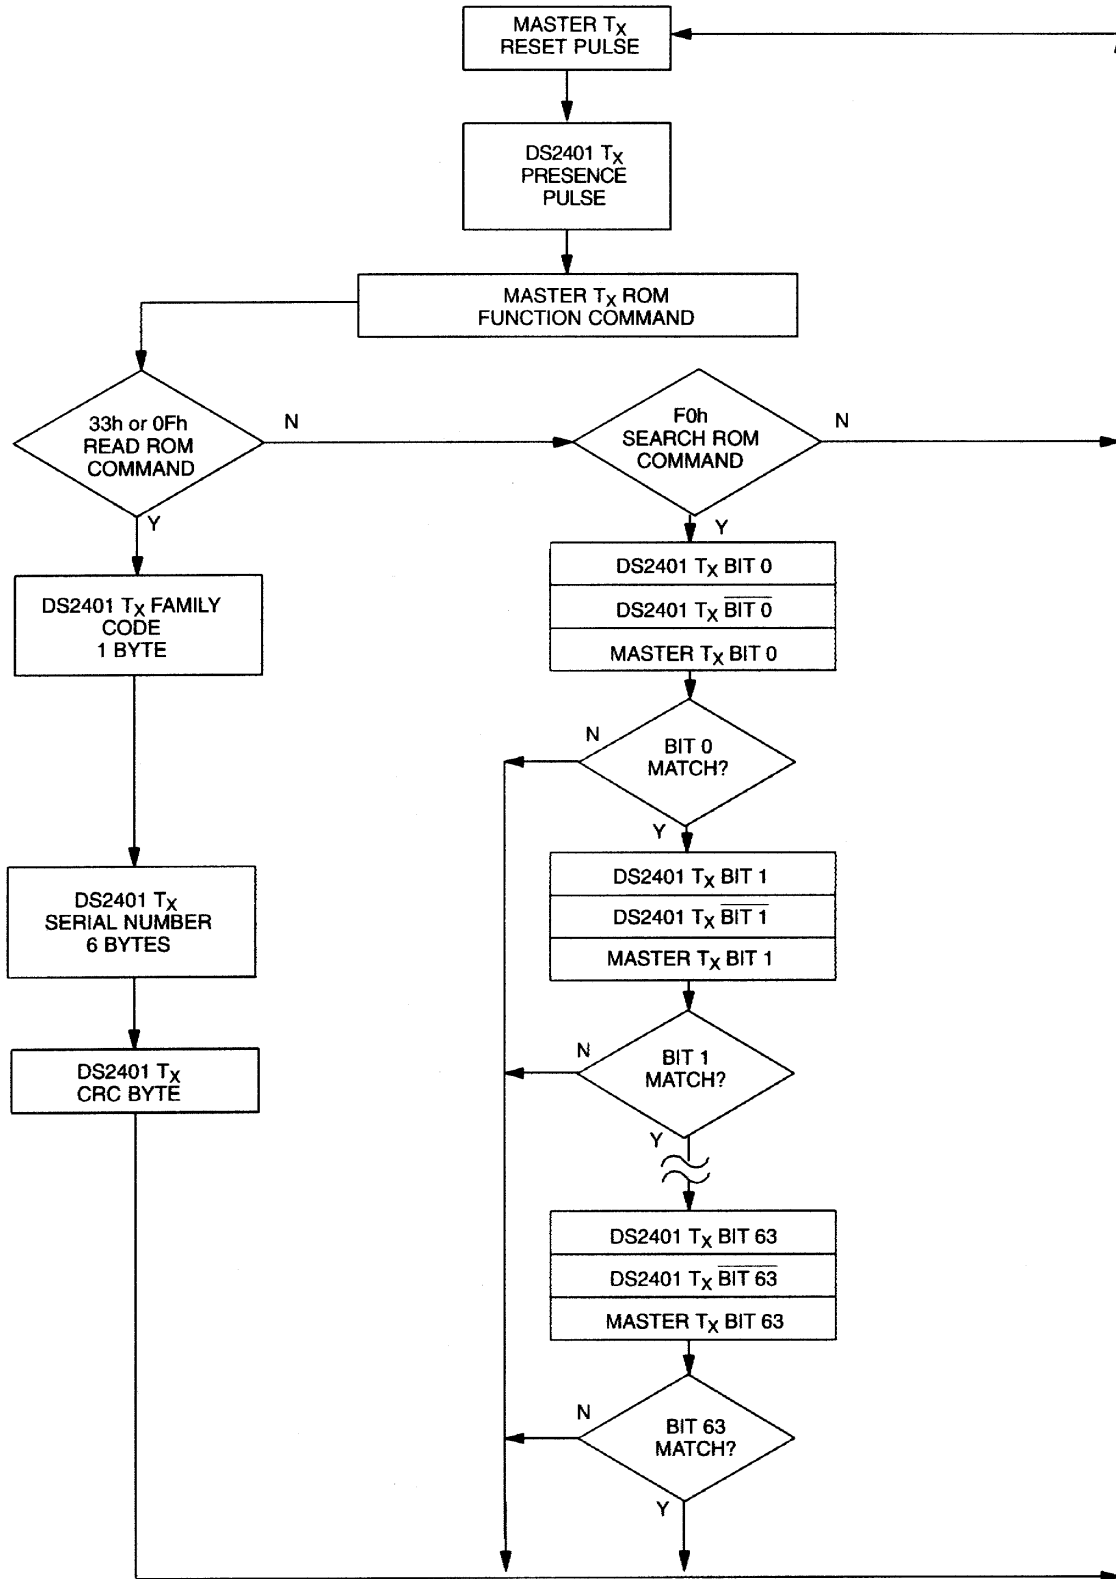 MASTER TX
RESET PULSE
DS2401 TX
PRESENCE
PULSE
MASTER TX ROM
FUNCTION COMMAND
33h or 0Fh
READ ROM
COMMAND
N
Y
F0h
SEARCH ROM
COMMAND
N
Y
DS2401 TX FAMILY
CODE
1 BYTE
DS2401 TX
SERIAL NUMBER
6 BYTES
DS2401 TX
CRC BYTE
DS2401 TX BIT 0
DS2401 TX BIT 0
MASTER TX BIT 0
N
BIT 0
MATCH?
Y
DS2401 TX BIT 1
DS2401 TX BIT 1
MASTER TX BIT 1
N
BIT 1
MATCH?
Y
DS2401 TX BIT 63
DS2401 TX BIT 63
MASTER TX BIT 63
N
BIT 63
MATCH?
Y